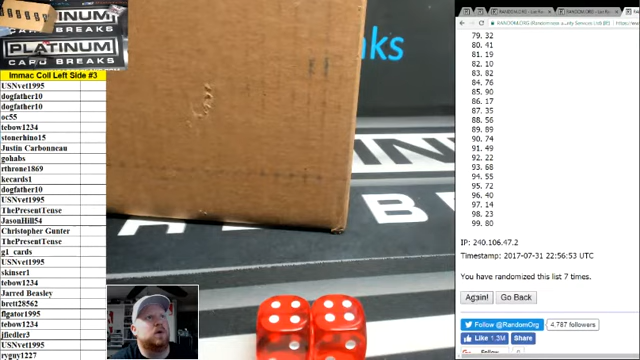 PLATINUM
CARD BREAKS
Immac Coll Left Side #3
USNvet1995
dogfather10
dogfather10
oc55
tebow1234
stonerhino15
Justin Carbonneau
gohabs
rthrone1869
kecards1
dogfather10
USNvet1995
ThePresentTense
JasonHill54
Christopher Gunter
ThePresentTense
g1_cards
USNvet1995
skinser1
tebow1234
Jarred Beasley
brett28562
flgator1995
tebow1234
jfiedler3
USNvet1995
ryguy1227
79. 32
80. 41
81. 19
82. 10
83. 82
84. 76
85. 90
86. 17
87. 35
88. 56
89. 89
90. 74
91. 49
92. 22
93. 68
94. 55
95. 72
96. 40
97. 14
98. 23
99. 80
IP: 240.106.47.2
Timestamp: 2017-07-31 22:56:53 UTC
You have randomized this list 7 times.
Again! Go Back
Follow @RandomOrg 4,787 followers
Like 1.3M Share